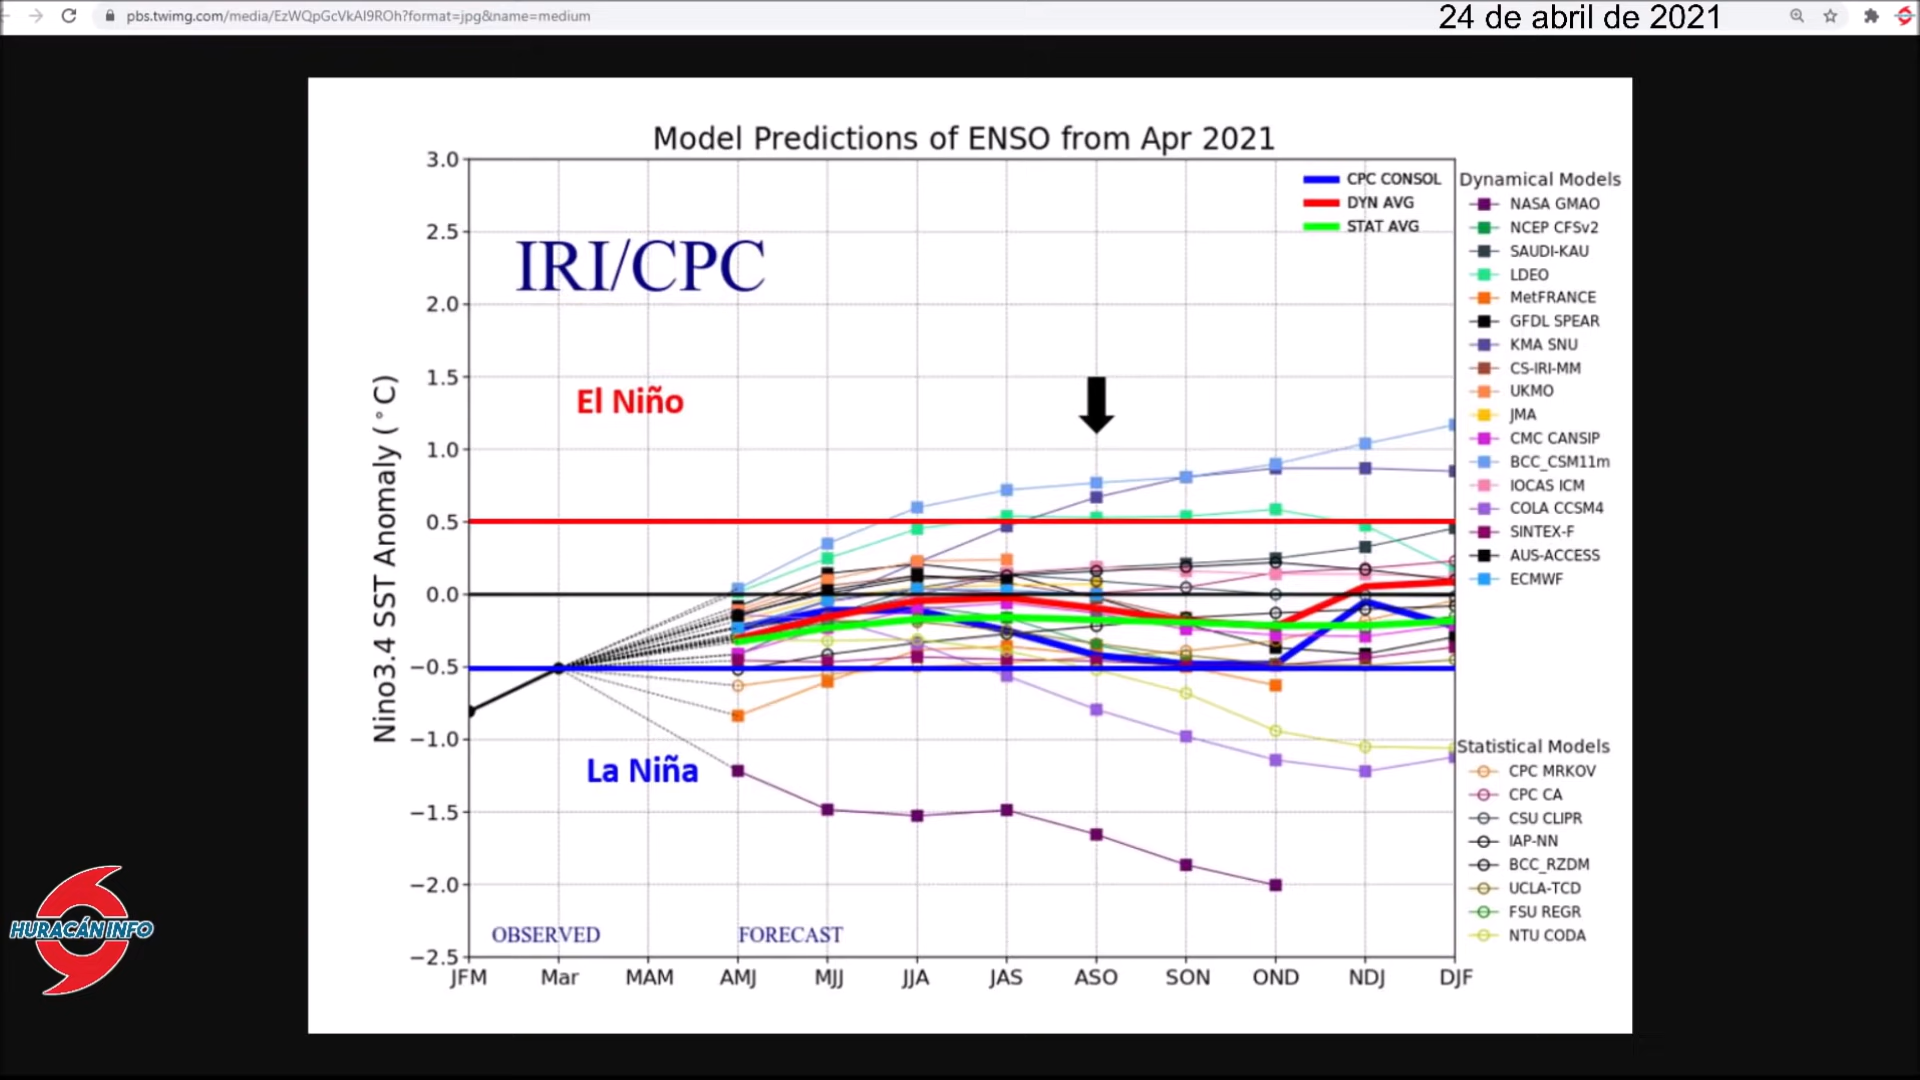 pbs.twimg.com/media/EzWQpGcVkAI9ROh?format=jpg&name=medium
24 de abril de 2021
Model Predictions of ENSO from Apr 2021
IRI/CPC
El Niño
La Niña
OBSERVED
FORECAST
Nino3.4 SST Anomaly (°C)
3.0
2.5
2.0
1.5
1.0
0.5
0.0
−0.5
−1.0
−1.5
−2.0
−2.5
JFM Mar MAM AMJ MJJ JJA JAS ASO SON OND NDJ DJF
CPC CONSOL
DYN AVG
STAT AVG
Dynamical Models
NASA GMAO
NCEP CFSv2
SAUDI-KAU
LDEO
MetFRANCE
GFDL SPEAR
KMA SNU
CS-IRI-MM
UKMO
JMA
CMC CANSIP
BCC_CSM11m
IOCAS ICM
COLA CCSM4
SINTEX-F
AUS-ACCESS
ECMWF
Statistical Models
CPC MRKOV
CPC CA
CSU CLIPR
IAP-NN
BCC_RZDM
UCLA-TCD
FSU REGR
NTU CODA
HURACÁN INFO